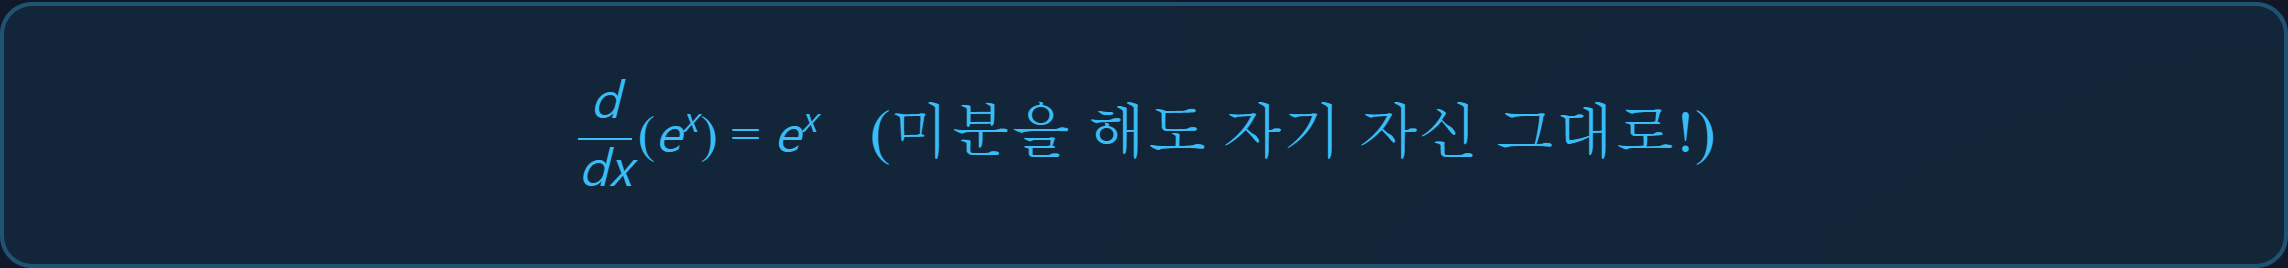 d/dx(e^x) = e^x (미분을 해도 자기 자신 그대로!)